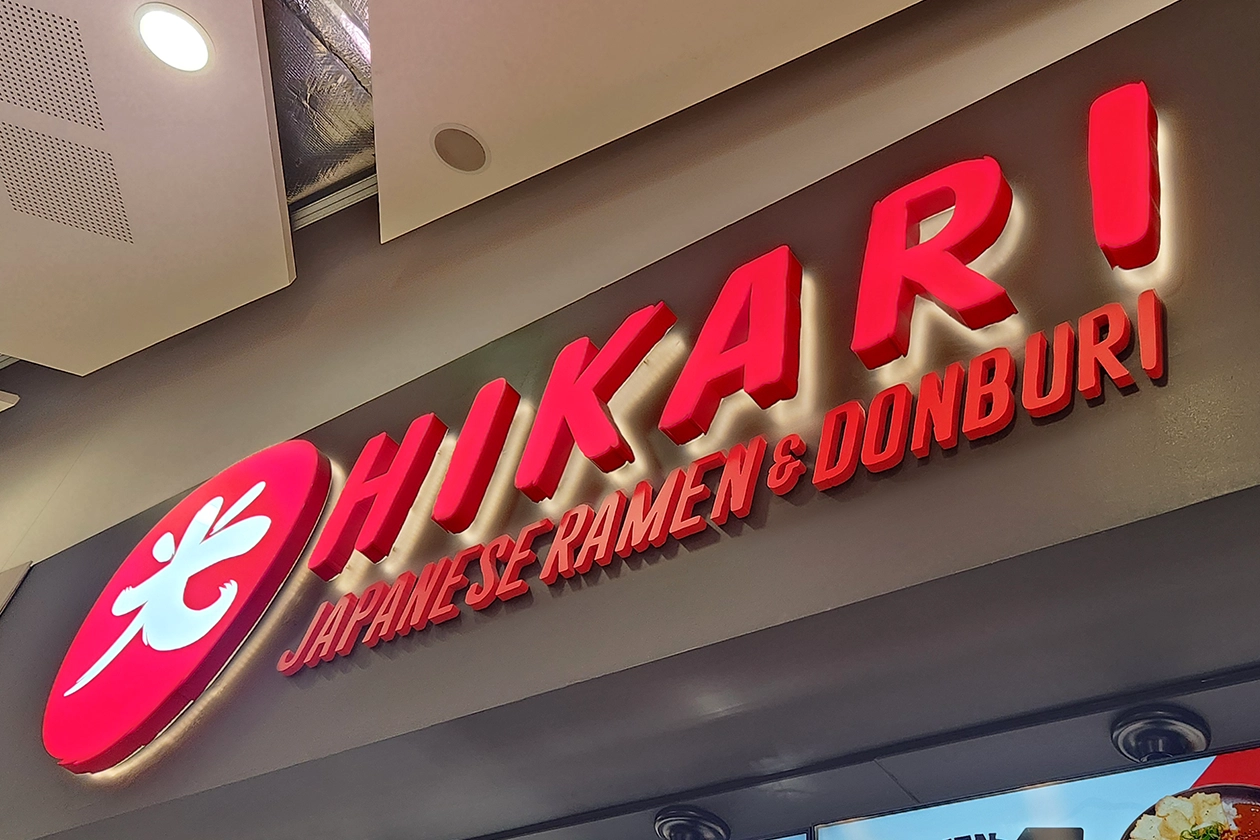 光
HIKARI
JAPANESE RAMEN & DONBURI